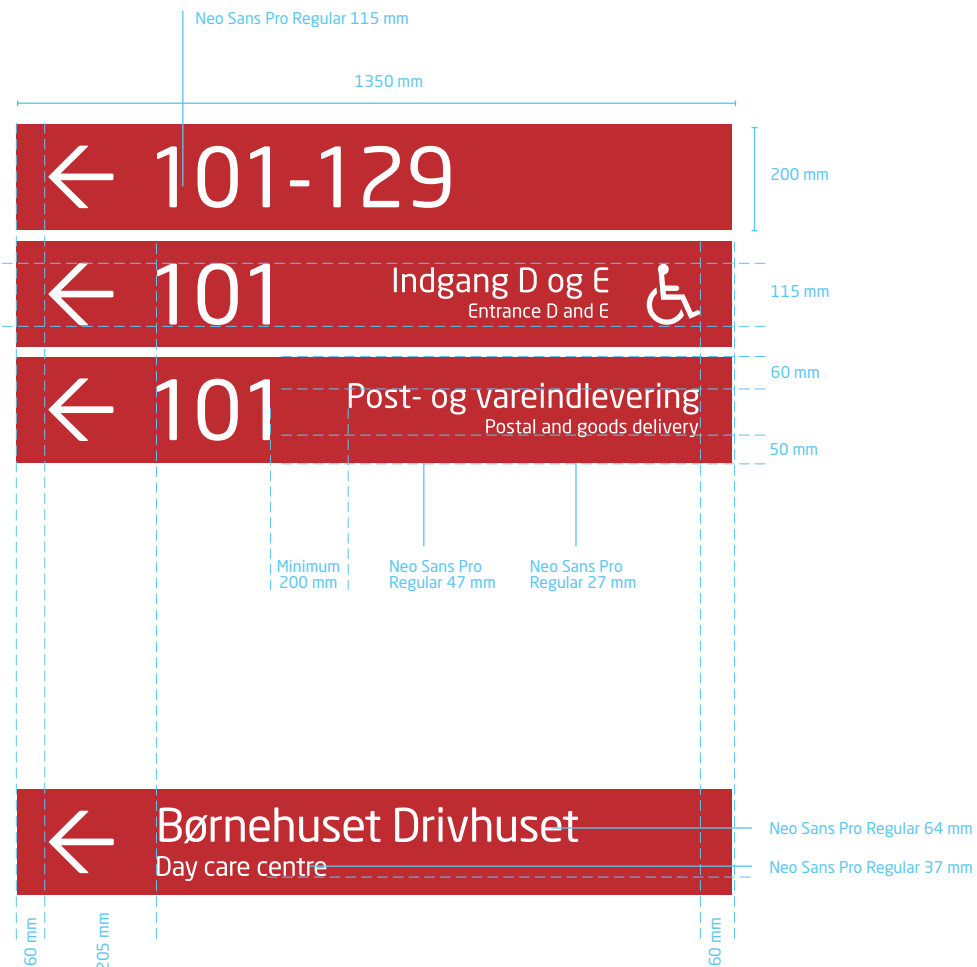 Neo Sans Pro Regular 115 mm
1350 mm
101-129
200 mm
101
Indgang D og E
Entrance D and E
115 mm
101
Post- og vareindlevering
Postal and goods delivery
60 mm
50 mm
Minimum
200 mm
Neo Sans Pro
Regular 47 mm
Neo Sans Pro
Regular 27 mm
Børnehuset Drivhuset
Day care centre
Neo Sans Pro Regular 64 mm
Neo Sans Pro Regular 37 mm
60 mm
205 mm
60 mm